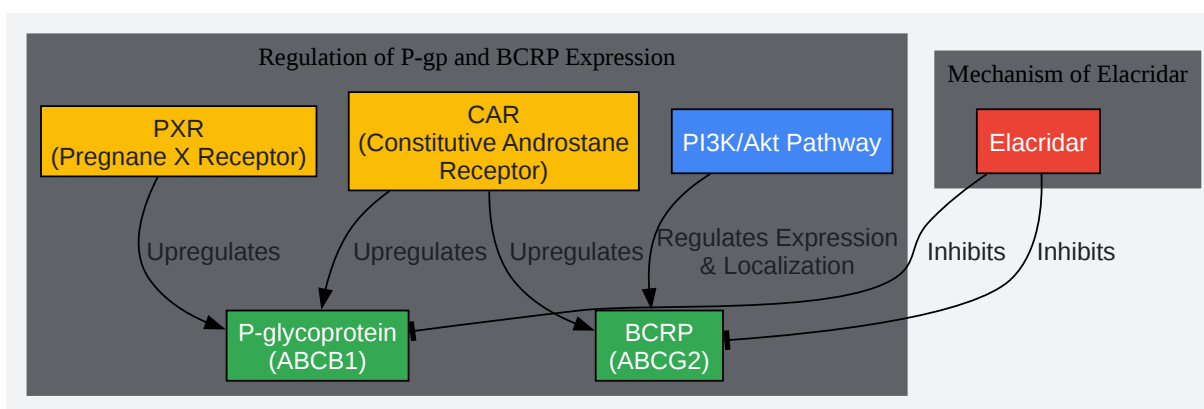 Regulation of P-gp and BCRP Expression
Mechanism of Elacridar
PXR
(Pregnane X Receptor)
CAR
(Constitutive Androstane
Receptor)
PI3K/Akt Pathway
Elacridar
Upregulates
Upregulates
Upregulates
Regulates Expression
& Localization
Inhibits
Inhibits
P-glycoprotein
(ABCB1)
BCRP
(ABCG2)